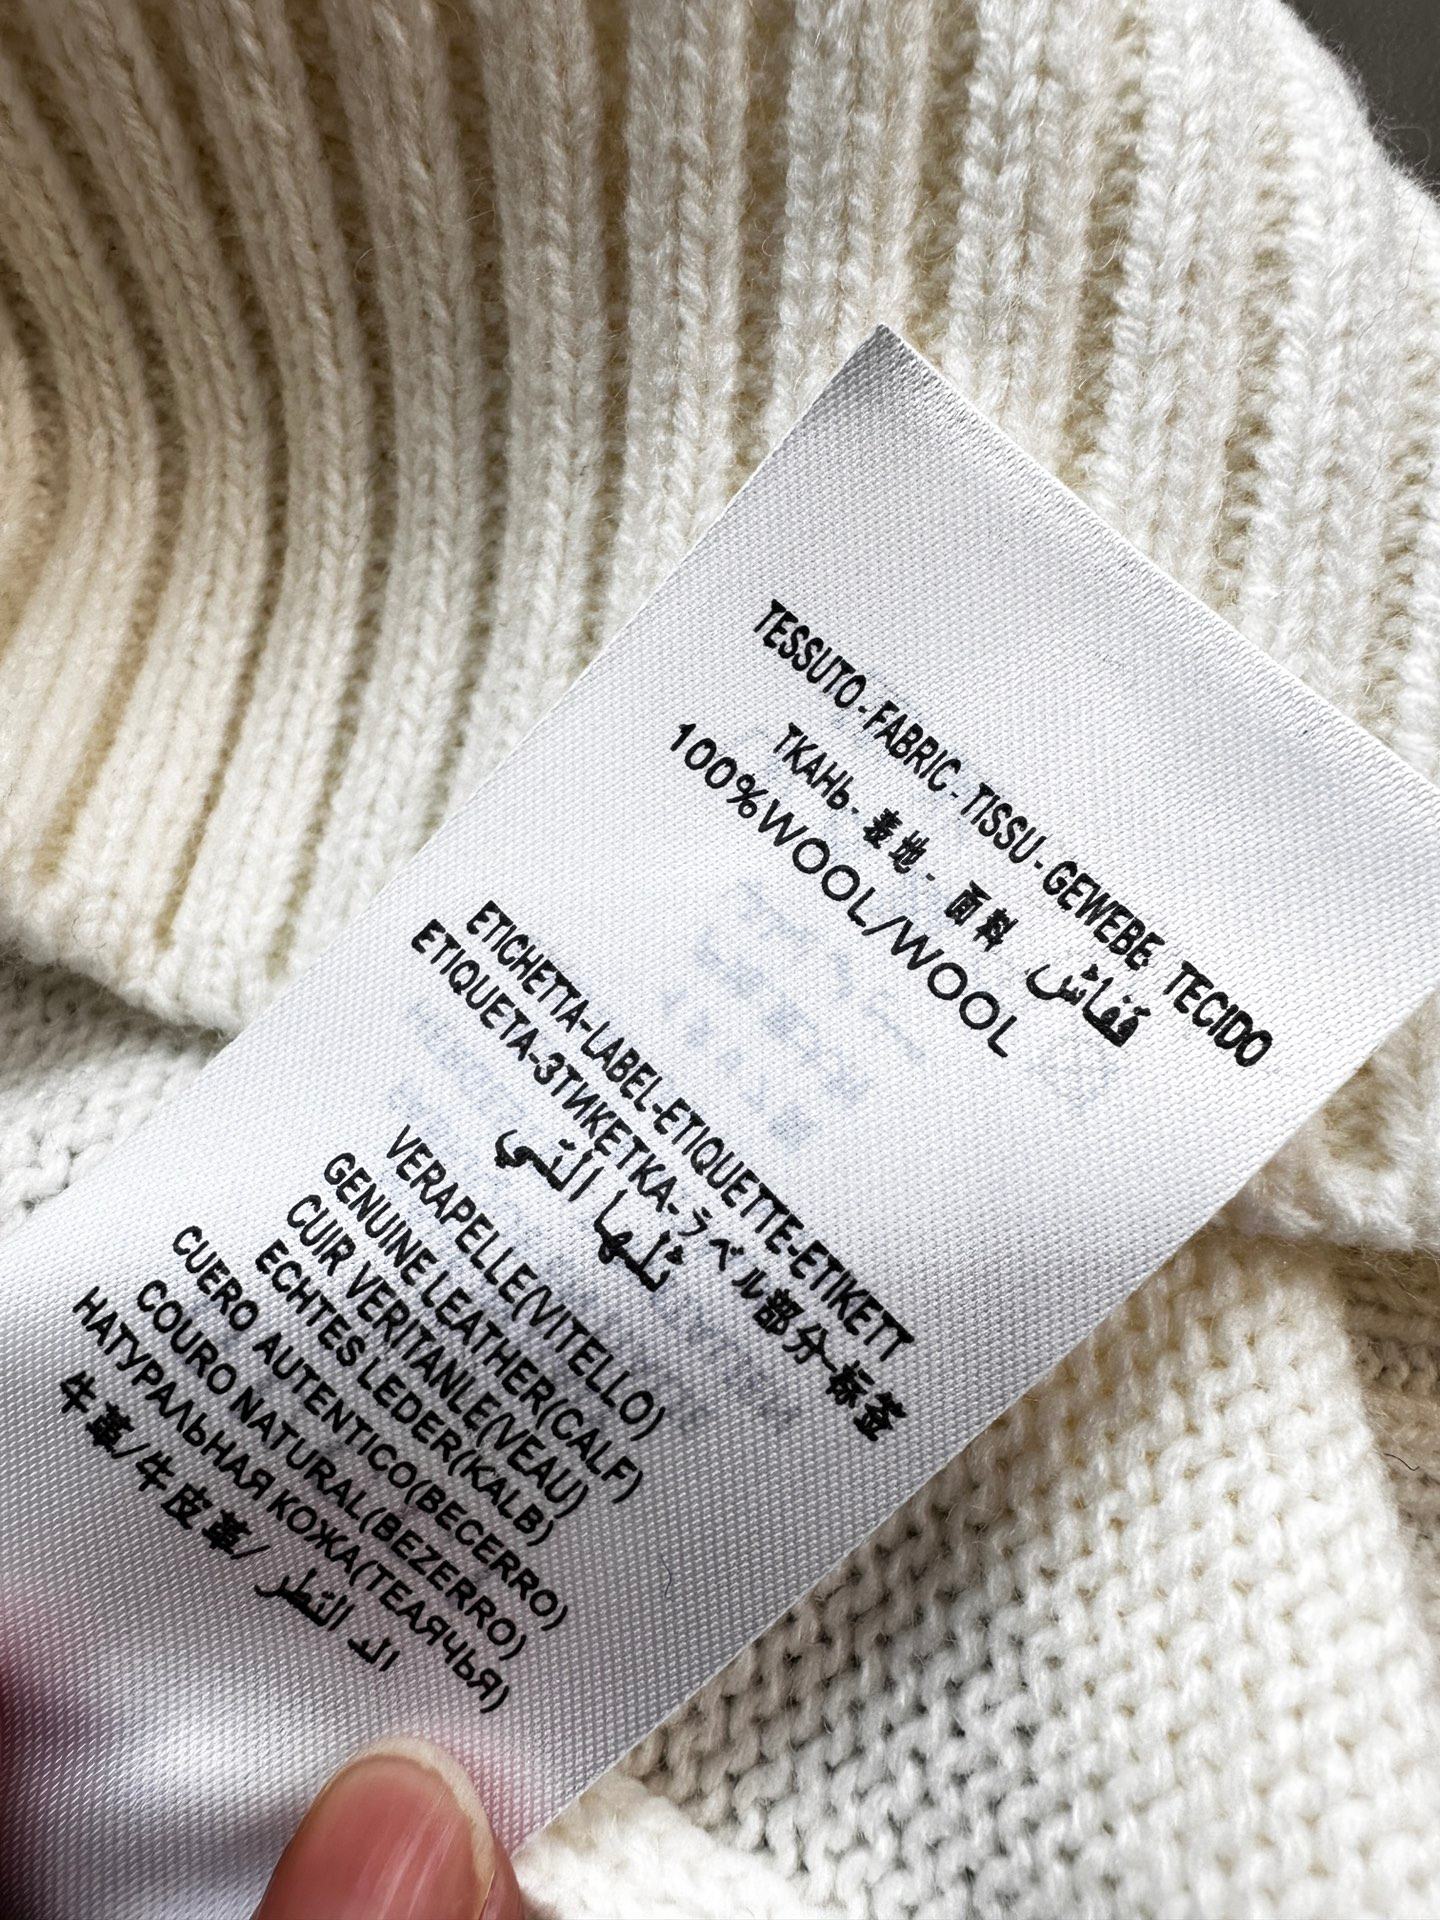 TESSUTO-FABRIC-TISSU-GEWEBE TECIDO
ТКАНЬ-表地-面料 قماش
100%WOOL/WOOL
ETICHETTA-LABEL-ETIQUETTE-ETIKETT
ETIQUETA-ЭТИКЕТКА-ラベル部分-标签
VERAPELLE(VITELLO)
GENUINE LEATHER(CALF)
CUIR VERITANLE(VEAU)
ECHTES LEDER(KALB)
CUERO AUTENTICO(BECERRO)
COURO NATURAL(BEZERRO)
НАТУРАЛЬНАЯ КОЖА(ТЕАЯЧЬЯ)
牛革/牛皮革/